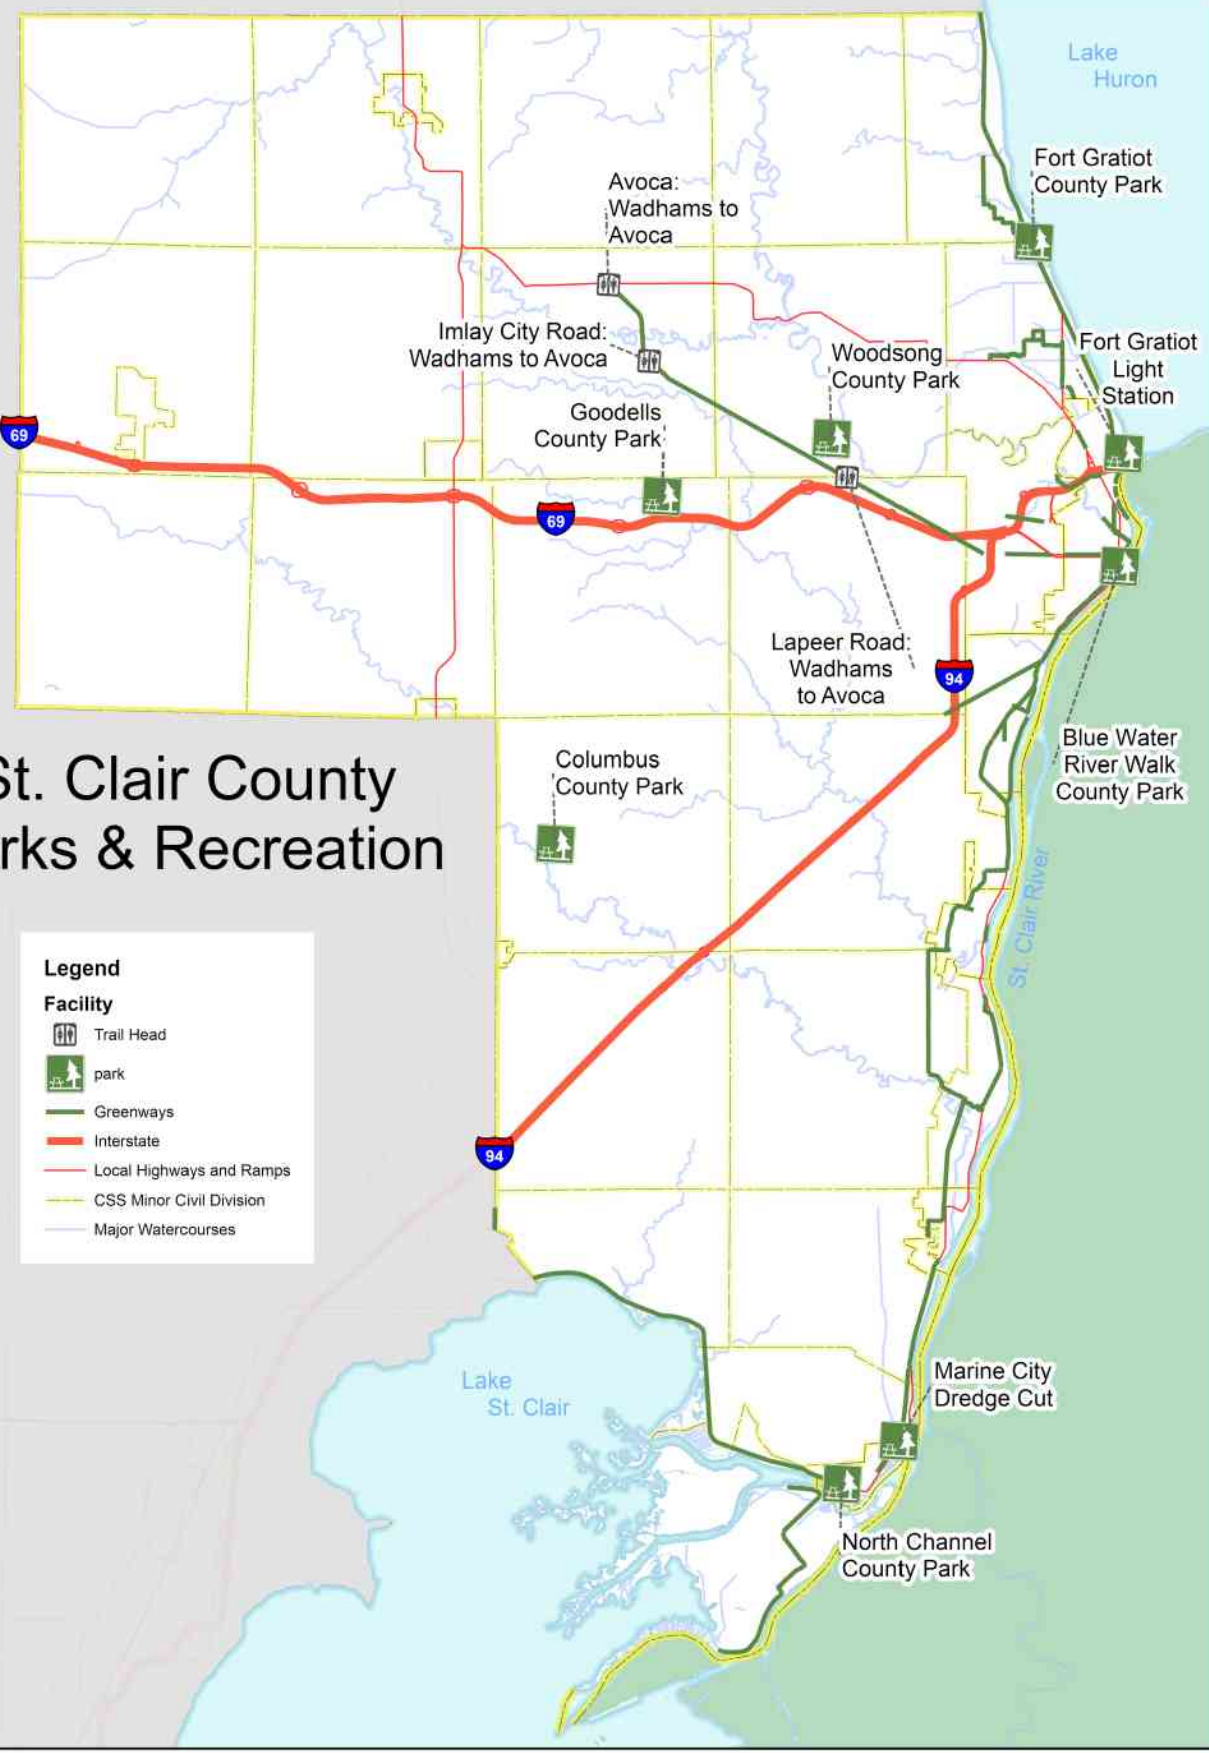 Lake
Huron
Fort Gratiot
County Park
Avoca:
Wadhams to
Avoca
Imlay City Road:
Wadhams to Avoca
Woodsong
County Park
Fort Gratiot
Light
Station
Goodells
County Park
69
69
Lapeer Road:
Wadhams
to Avoca
94
Blue Water
River Walk
County Park
Columbus
County Park
St. Clair County
rks & Recreation
St. Clair River
Legend
Facility
Trail Head
park
Greenways
Interstate
Local Highways and Ramps
CSS Minor Civil Division
Major Watercourses
94
Lake
St. Clair
Marine City
Dredge Cut
North Channel
County Park